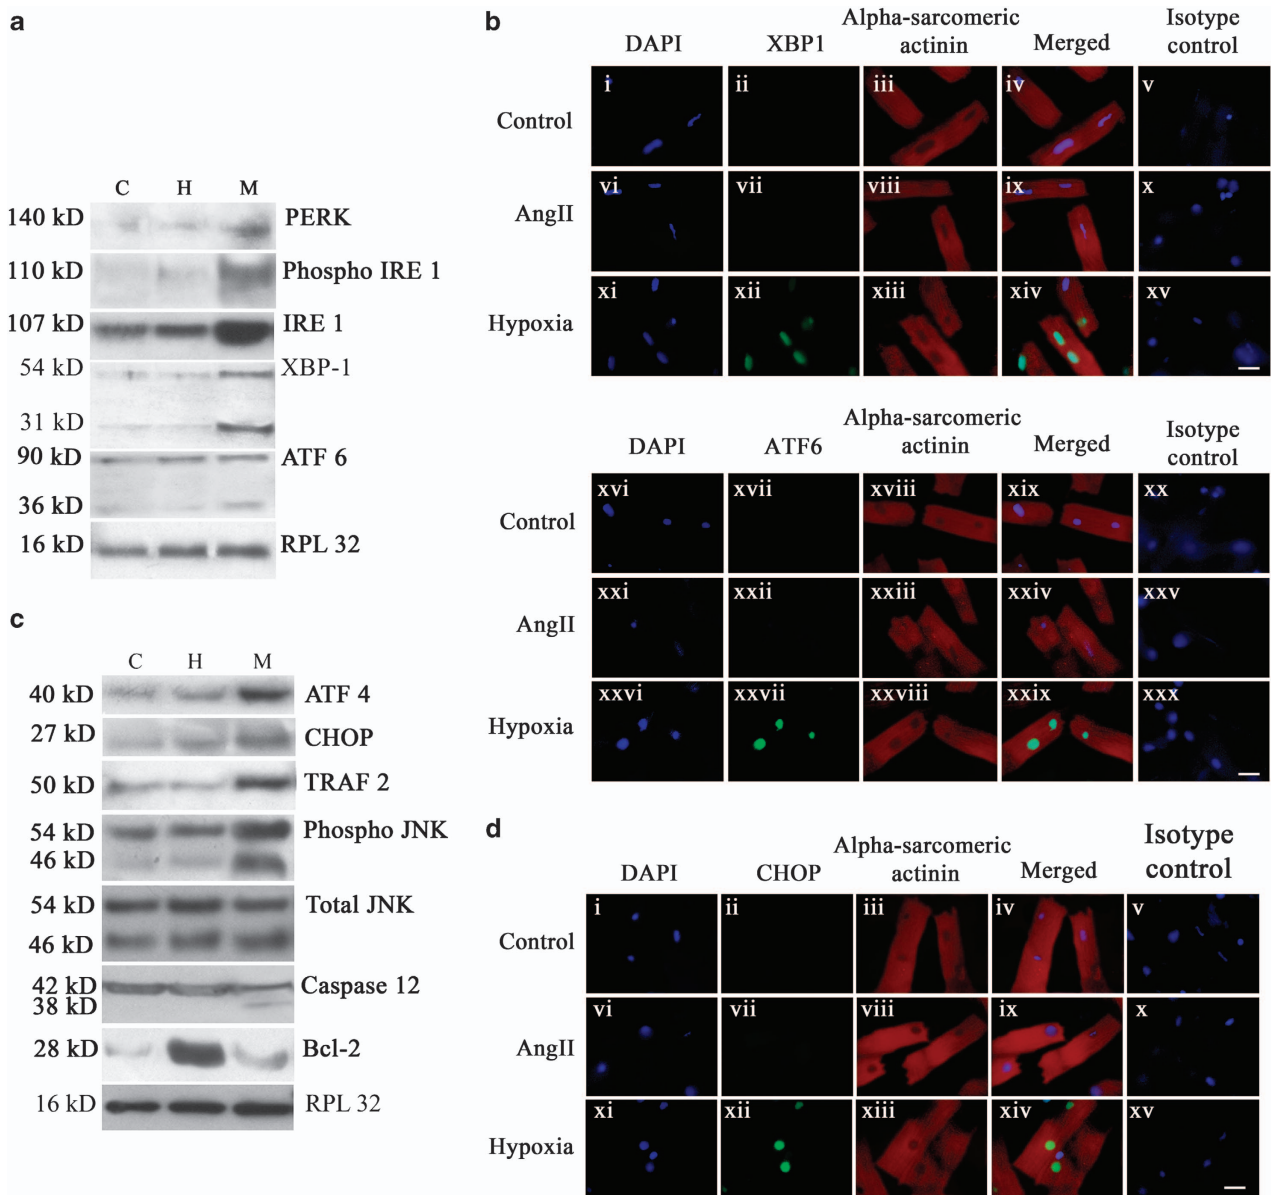 a
C H M
140 kD PERK
110 kD Phospho IRE 1
107 kD IRE 1
54 kD XBP-1
31 kD
90 kD ATF 6
36 kD
16 kD RPL 32
b
DAPI XBP1 Alpha-sarcomeric actinin Merged Isotype control
Control i ii iii iv v
AngII vi vii viii ix x
Hypoxia xi xii xiii xiv xv
DAPI ATF6 Alpha-sarcomeric actinin Merged Isotype control
Control xvi xvii xviii xix xx
AngII xxi xxii xxiii xxiv xxv
Hypoxia xxvi xxvii xxviii xxix xxx
c
C H M
40 kD ATF 4
27 kD CHOP
50 kD TRAF 2
54 kD Phospho JNK
46 kD
54 kD Total JNK
46 kD
42 kD Caspase 12
38 kD
28 kD Bcl-2
16 kD RPL 32
d
DAPI CHOP Alpha-sarcomeric actinin Merged Isotype control
Control i ii iii iv v
AngII vi vii viii ix x
Hypoxia xi xii xiii xiv xv